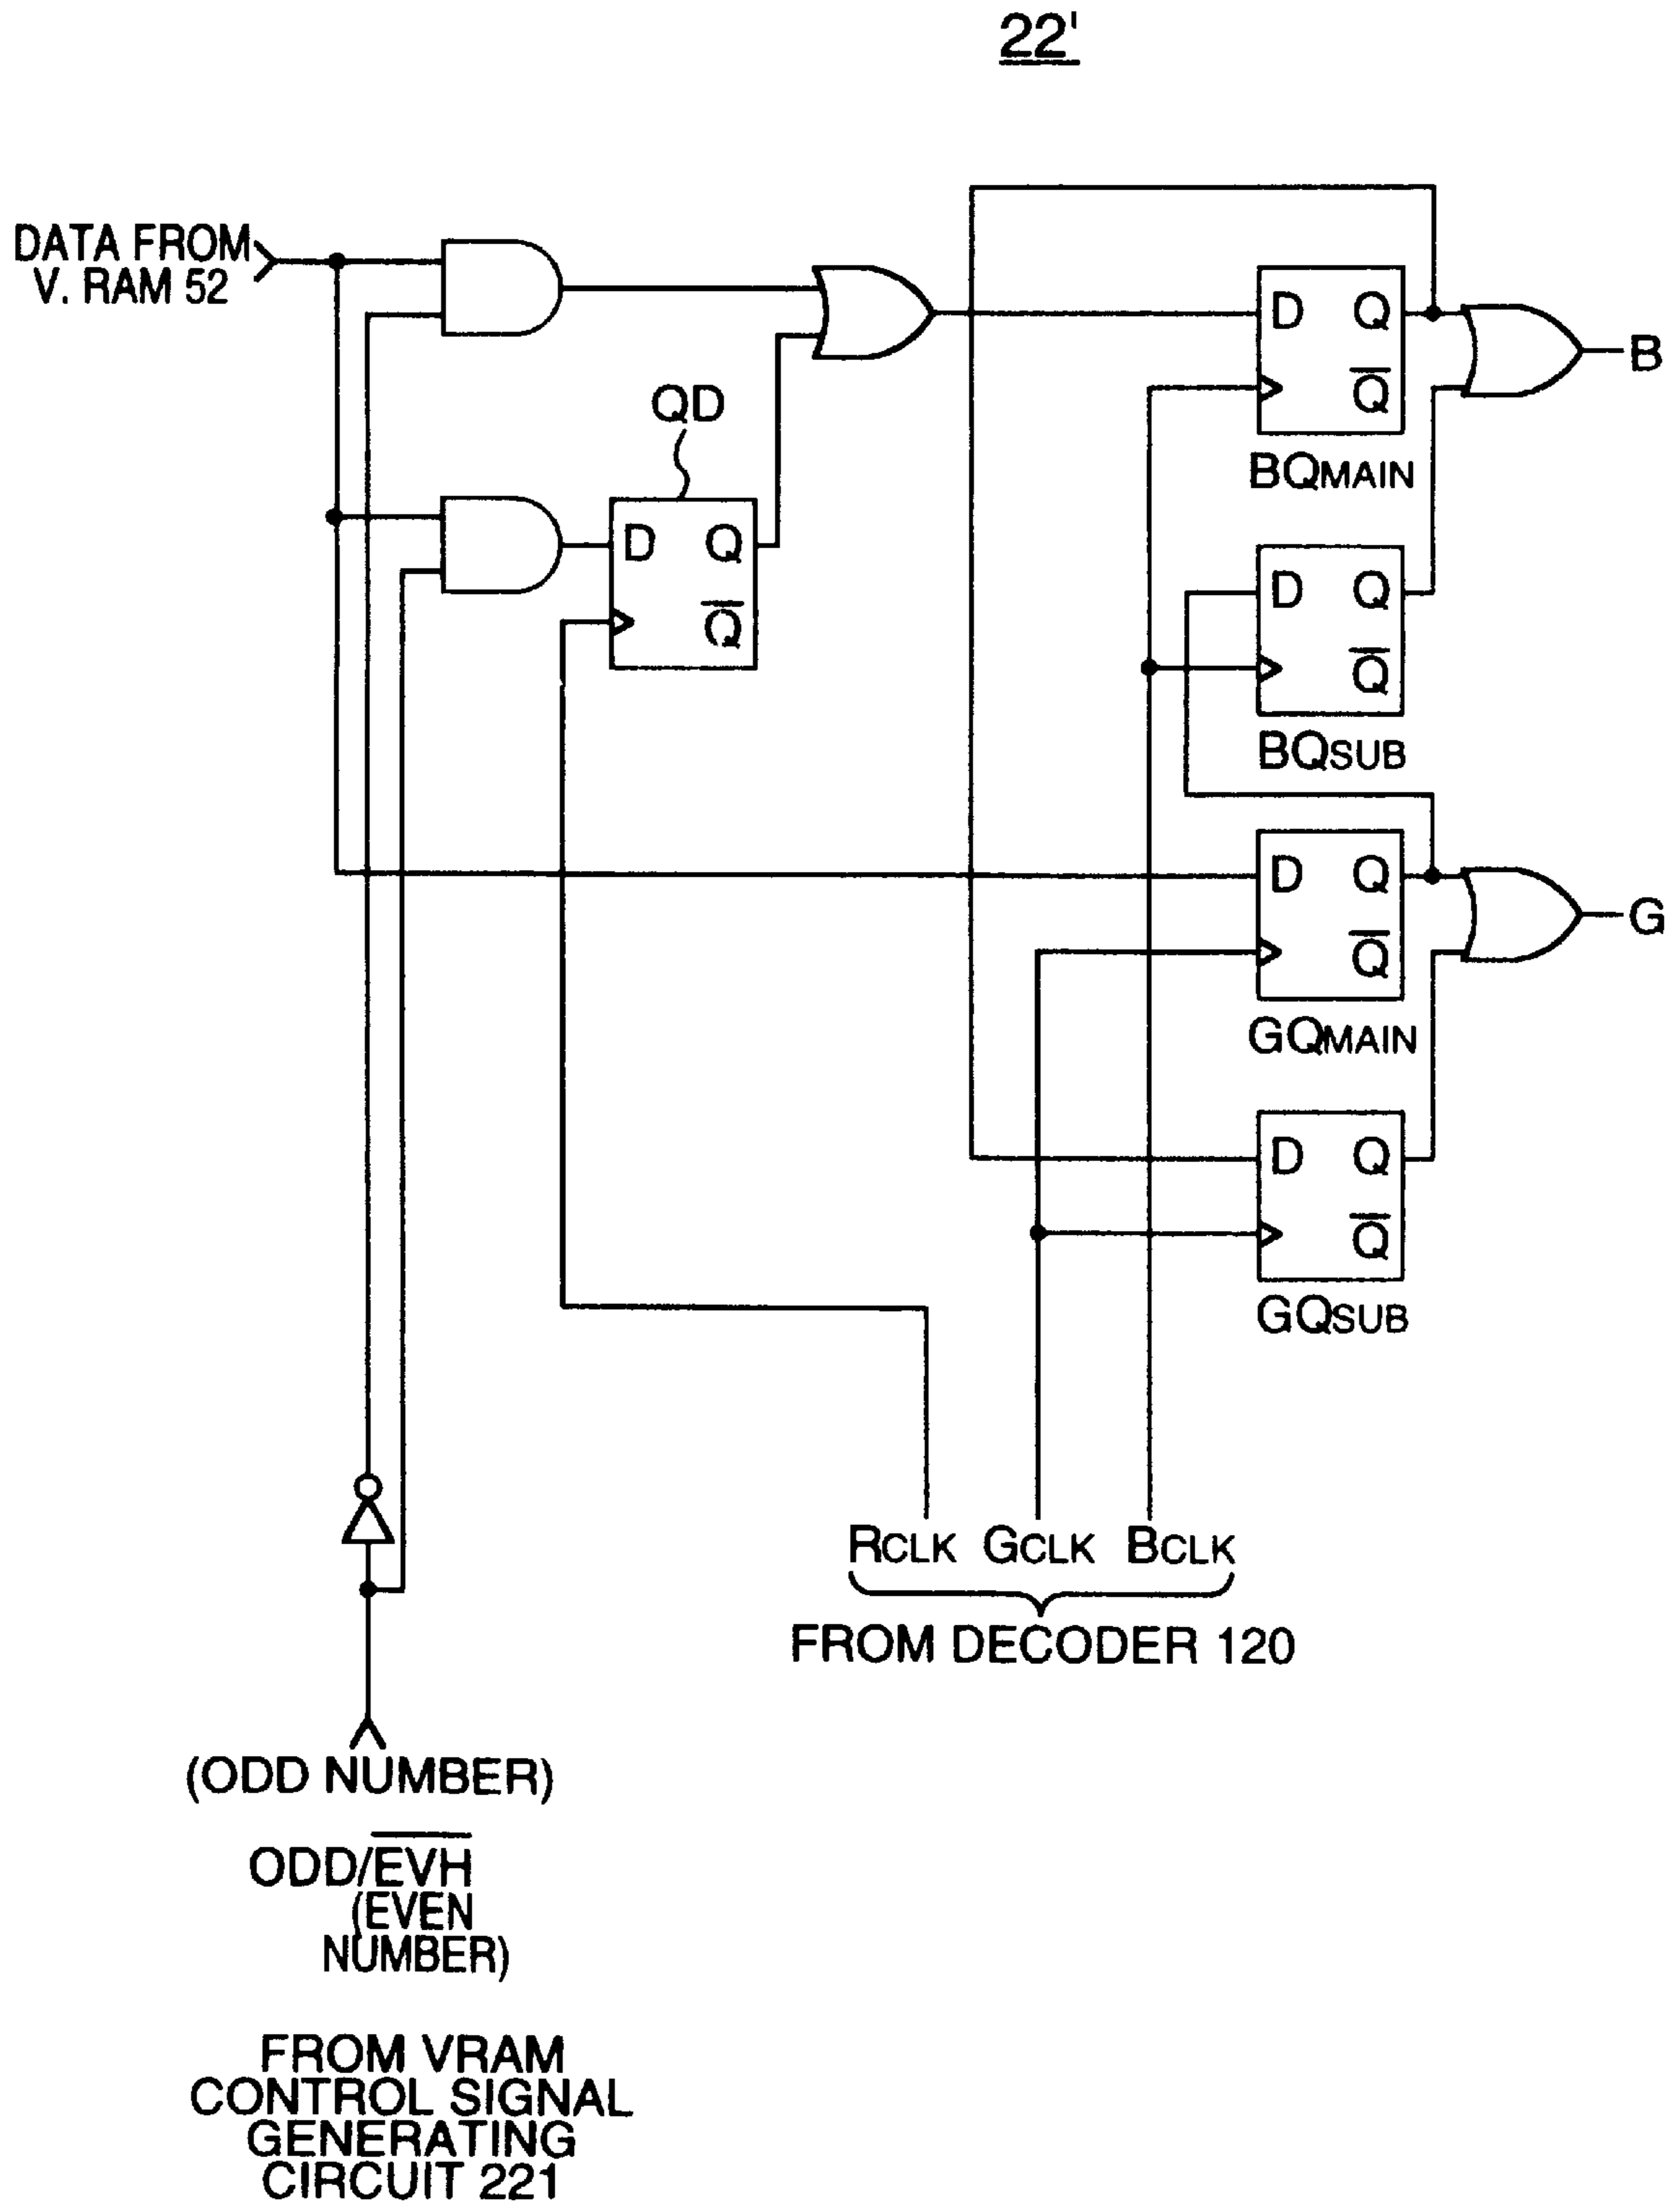 22'
DATA FROM
V. RAM 52
QD
D Q
Q̅
D Q
Q̅
BQMAIN
B
D Q
Q̅
BQSUB
D Q
Q̅
GQMAIN
G
D Q
Q̅
GQSUB
RCLK GCLK BCLK
FROM DECODER 120
(ODD NUMBER)
ODD/E̅V̅H̅
(EVEN
NUMBER)
FROM VRAM
CONTROL SIGNAL
GENERATING
CIRCUIT 221